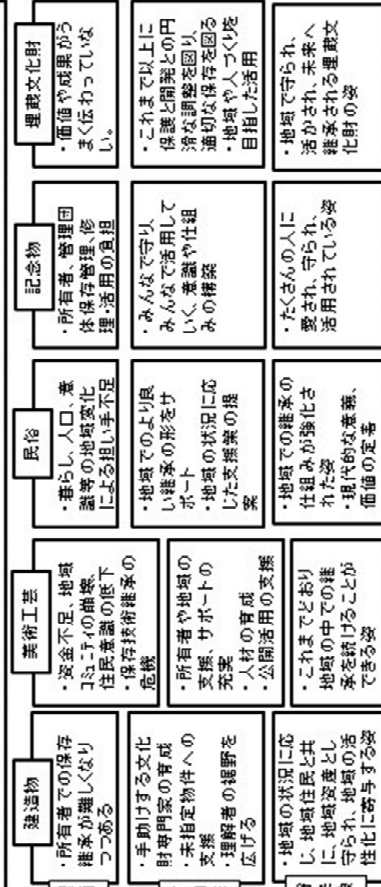 建造物
・所有者での保存
継承が難しくなり
つつある
・手助けする文化
財専門家の育成
・未指定物件への
支援
・理解者の裾野を
広げる
・地域の状況に応
じ、地域住民と共
に、地域資産とし
守られ、地域の活
性化に寄与する姿
美術工芸
・資金不足、地域
コミュニティの崩壊、
住民意識の低下
・保存技術継承の
危機
・所有者や地域の
支援、サポートの
充実
・人材の育成
・公開活用の支援
・これまでどおり
地域の中での継
承を続けることが
できる姿
民俗
・暮らし、人口、意
識等の地域変化
による担い手不足
・地域でのより良
い継承の形をサ
ポート
・地域の状況に応
じた支援策の提
案
・地域での継承の
仕組みが強化さ
れた姿
・現代的な意義、
価値の定着
記念物
・所有者、管理団
体保存管理、修
理・活用の負担
・みんなで守り、
みんなで活用して
いく、意識や仕組
みの構築
・たくさんの人に
愛され、守られ、
活用されている姿
埋蔵文化財
・価値や成果がう
まく伝わっていな
い。
・これまで以上に
保護と開発との円
滑な調整を図り、
適切な保存を図る
・地域や人づくりを
目指した活用
・地域で守られ、
活かされ、未来へ
継承される埋蔵文
化財の姿